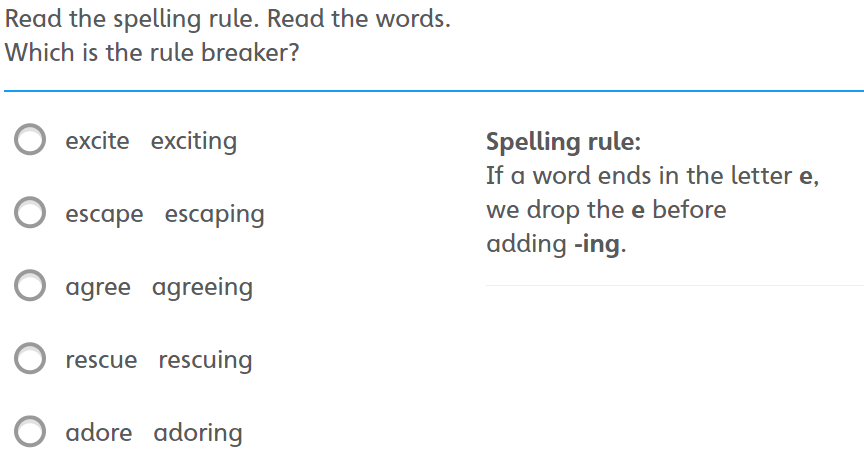 Read the spelling rule. Read the words.
Which is the rule breaker?
excite exciting
escape escaping
agree agreeing
rescue rescuing
adore adoring
Spelling rule:
If a word ends in the letter e,
we drop the e before
adding -ing.